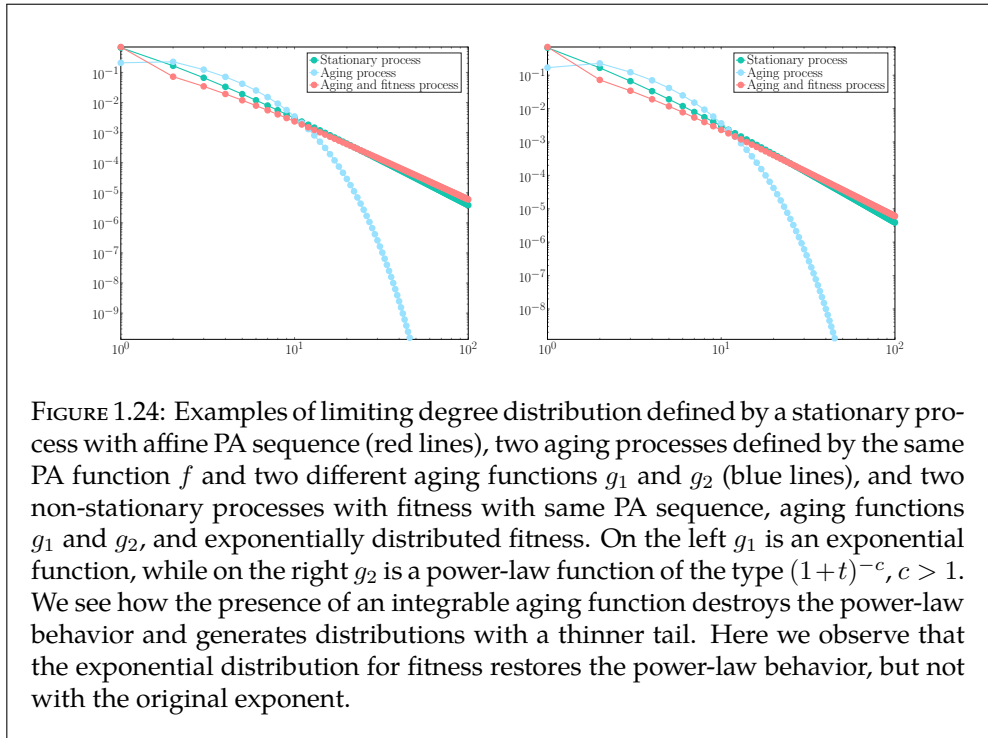 Stationary process
Aging process
Aging and fitness process
10^{-1}
10^{-2}
10^{-3}
10^{-4}
10^{-5}
10^{-6}
10^{-7}
10^{-8}
10^{-9}
10^0
10^1
10^2
Stationary process
Aging process
Aging and fitness process
10^{-1}
10^{-2}
10^{-3}
10^{-4}
10^{-5}
10^{-6}
10^{-7}
10^{-8}
10^0
10^1
10^2
FIGURE 1.24: Examples of limiting degree distribution defined by a stationary pro-
cess with affine PA sequence (red lines), two aging processes defined by the same
PA function f and two different aging functions g_1 and g_2 (blue lines), and two
non-stationary processes with fitness with same PA sequence, aging functions
g_1 and g_2, and exponentially distributed fitness. On the left g_1 is an exponential
function, while on the right g_2 is a power-law function of the type (1+t)^{-c}, c > 1.
We see how the presence of an integrable aging function destroys the power-law
behavior and generates distributions with a thinner tail. Here we observe that
the exponential distribution for fitness restores the power-law behavior, but not
with the original exponent.